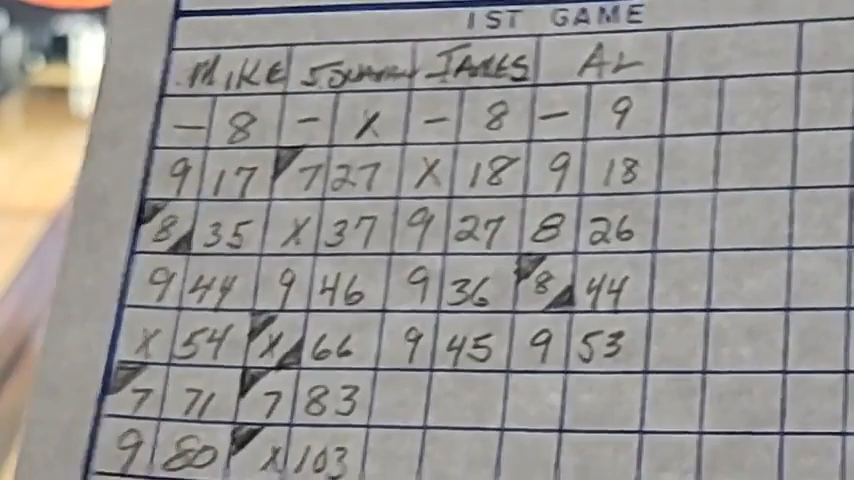 1ST GAME
MIKE JAMES AL
- 8 - X - 8 - 9
9 17 7 27 X 18 9 18
8 35 X 37 9 27 8 26
9 44 9 46 9 36 8 44
X 54 X 66 9 45 9 53
7 71 7 83
9 80 X 103